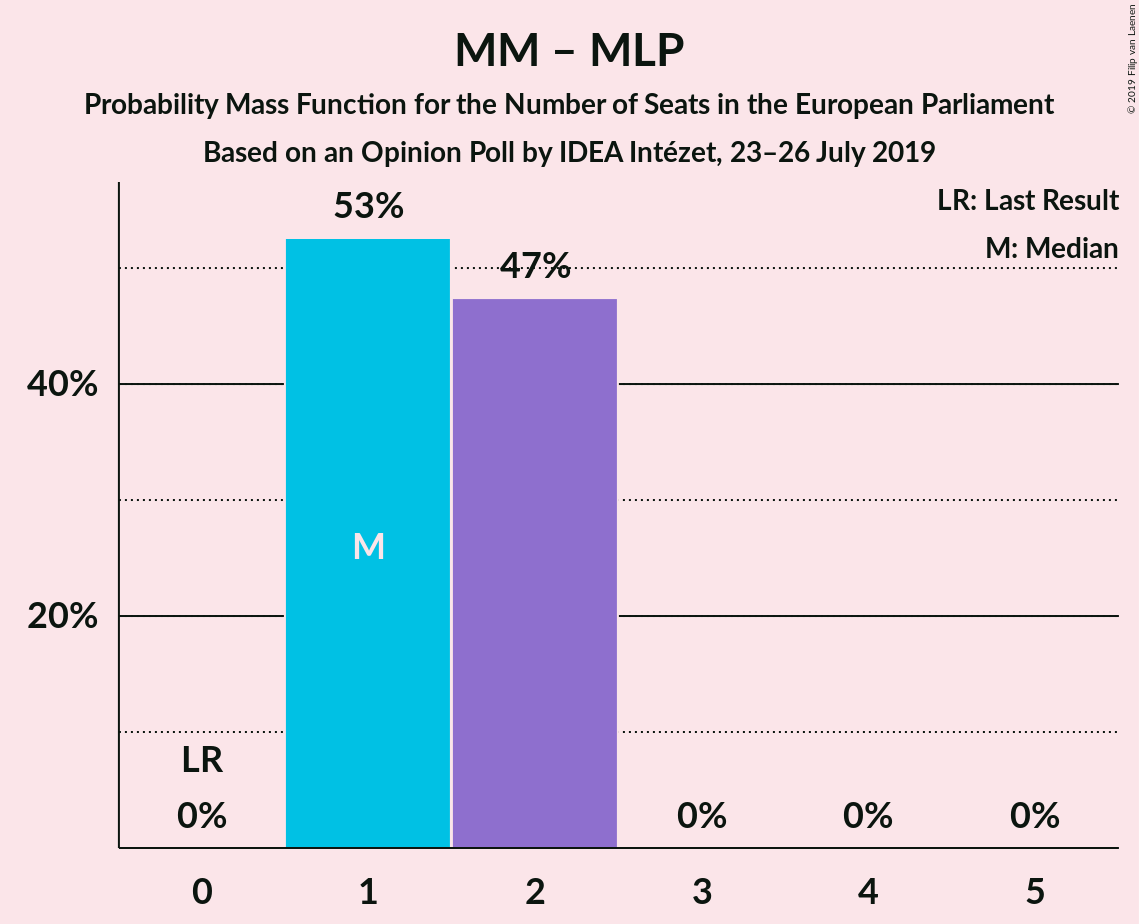 MM – MLP
Probability Mass Function for the Number of Seats in the European Parliament
Based on an Opinion Poll by IDEA Intézet, 23–26 July 2019
© 2019 Filip van Laenen
LR: Last Result
M: Median
53%
47%
40%
M
20%
LR
0%
0%
0%
0%
0
1
2
3
4
5